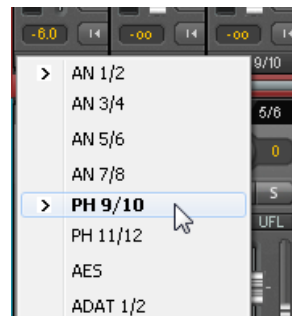 -6.0 -oo -oo
9/10
> AN 1/2
AN 3/4
5/6
AN 5/6
0
AN 7/8
> PH 9/10
S
PH 11/12
UFL
AES
ADAT 1/2